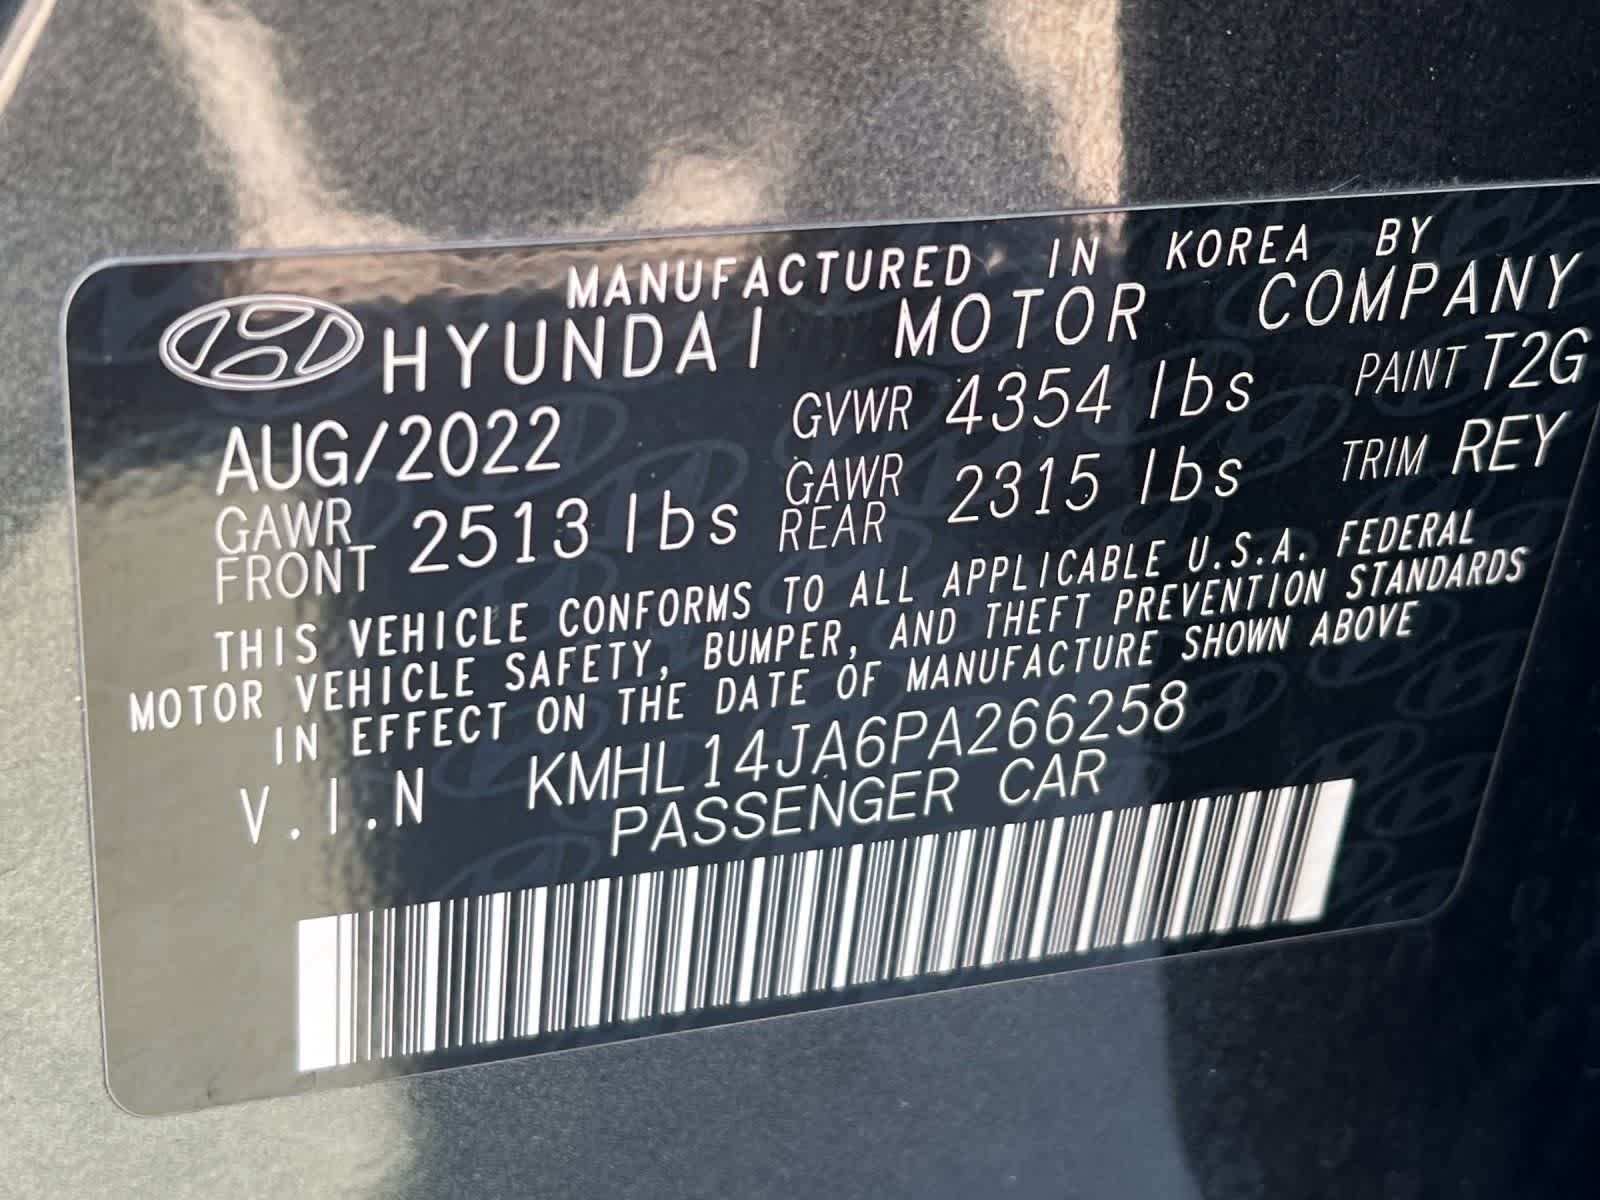 MANUFACTURED IN KOREA BY
HYUNDAI MOTOR COMPANY
AUG/2022 GVWR 4354 lbs PAINT T2G
GAWR FRONT 2513 lbs GAWR REAR 2315 lbs TRIM REY
THIS VEHICLE CONFORMS TO ALL APPLICABLE U.S.A. FEDERAL
MOTOR VEHICLE SAFETY, BUMPER, AND THEFT PREVENTION STANDARDS
IN EFFECT ON THE DATE OF MANUFACTURE SHOWN ABOVE
V.I.N KMHL14JA6PA266258
PASSENGER CAR